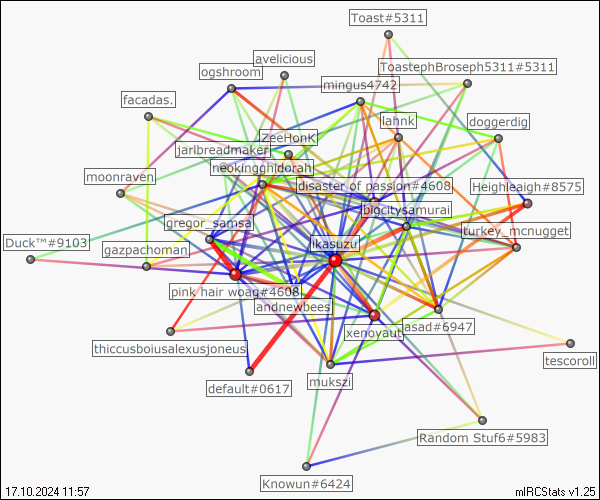 Toast#5311
avelicious
ToastephBroseph5311#5311
ogshroom
mingus4742
facadas.
lahnk
doggerdig
ZeeHonK
jarlbreadmaker
neokingghidorah
moonraven
disaster of passion#4608
Heighleaigh#8575
bigcitysamurai
gregor_samsa
turkey_mcnugget
Duck™#9103
ikasuzu
gazpachoman
pink hair woag#4608
andnewbees
xenoyaut
asad#6947
thiccusboiusalexusjoneus
tescoroll
default#0617
mukszi
Random Stuf6#5983
Knowun#6424
17.10.2024 11:57
mIRCStats v1.25